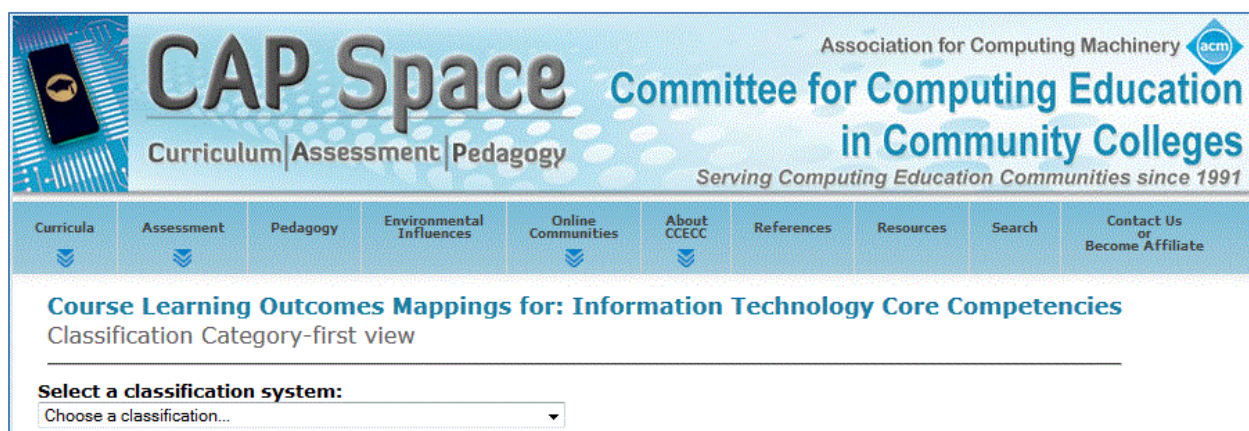 Association for Computing Machinery
acm
CAP Space
Committee for Computing Education
in Community Colleges
Curriculum|Assessment|Pedagogy
Serving Computing Education Communities since 1991
Curricula
Assessment
Pedagogy
Environmental
Influences
Online
Communities
About
CCECC
References
Resources
Search
Contact Us
or
Become Affiliate
Course Learning Outcomes Mappings for: Information Technology Core Competencies
Classification Category-first view
Select a classification system:
Choose a classification...